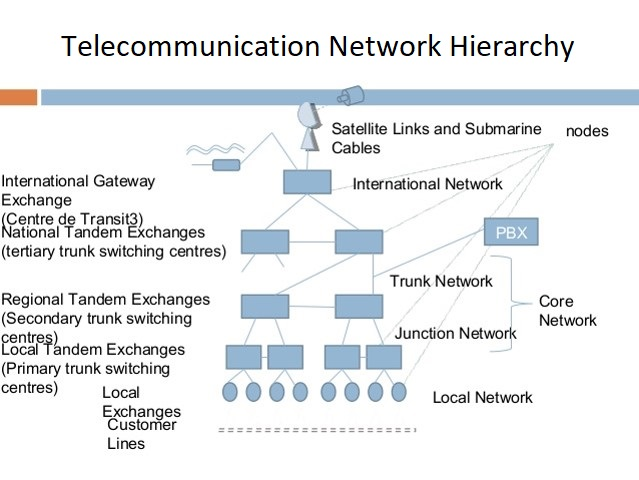 Telecommunication Network Hierarchy
Satellite Links and Submarine
Cables
nodes
International Gateway
Exchange
(Centre de Transit3)
International Network
National Tandem Exchanges
(tertiary trunk switching centres)
PBX
Trunk Network
Regional Tandem Exchanges
(Secondary trunk switching
centres)
Core
Network
Junction Network
Local Tandem Exchanges
(Primary trunk switching
centres)
Local
Exchanges
Local Network
Customer
Lines